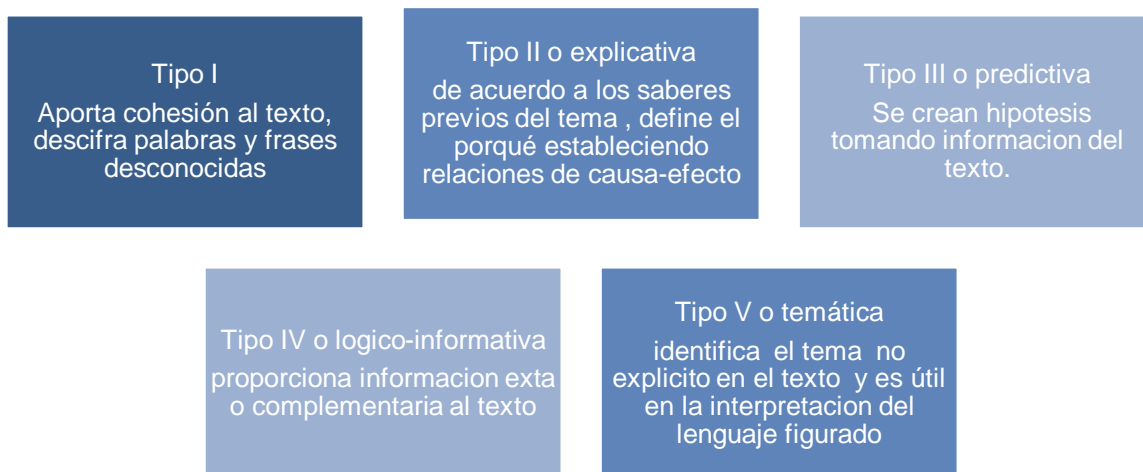 Tipo I
Aporta cohesión al texto,
descifra palabras y frases
desconocidas
Tipo II o explicativa
de acuerdo a los saberes
previos del tema , define el
porqué estableciendo
relaciones de causa-efecto
Tipo III o predictiva
Se crean hipotesis
tomando informacion del
texto.
Tipo IV o logico-informativa
proporciona informacion exta
o complementaria al texto
Tipo V o temática
identifica el tema no
explicito en el texto y es útil
en la interpretacion del
lenguaje figurado